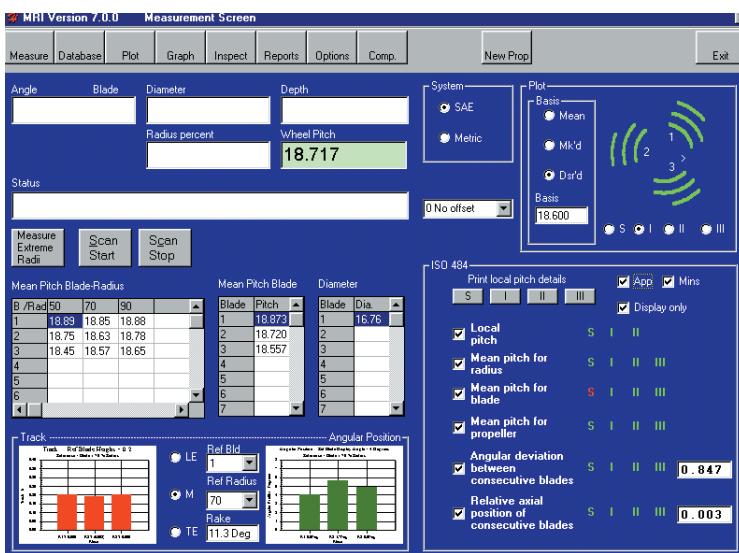 MRI Version 7.0.0 Measurement Screen
Measure Database Plot Graph Inspect Reports Options Comp. New Prop Exit
Angle Blade Diameter Depth
Radius percent Wheel Pitch
18.717
Status
System
SAE
Metric
0 No offset
Plot
Basis
Mean
Mk'd
Dsr'd
Basis
18.600
1
2
3
S I II III
Measure
Extreme
Radii
Scan
Start
Scan
Stop
Mean Pitch Blade-Radius
B /Rad 50 70 90
1 18.89 18.85 18.88
2 18.75 18.63 18.78
3 18.45 18.57 18.65
4
5
6
Mean Pitch Blade
Blade Pitch
1 18.873
2 18.720
3 18.557
4
5
6
7
Diameter
Blade Dia.
1 16.76
2
3
4
5
6
7
ISO 484
Print local pitch details
S I II III
App Mins
Display only
Local
pitch
S I II
Mean pitch for
radius
S I II III
Mean pitch for
blade
S I II III
Mean pitch for
propeller
S I II III
Angular deviation
between
consecutive blades
S I II III 0.847
Relative axial
position of
consecutive blades
S I II III 0.003
Track
LE
M
TE
Ref Bld
1
Ref Radius
70
Rake
11.3 Deg
Angular Position